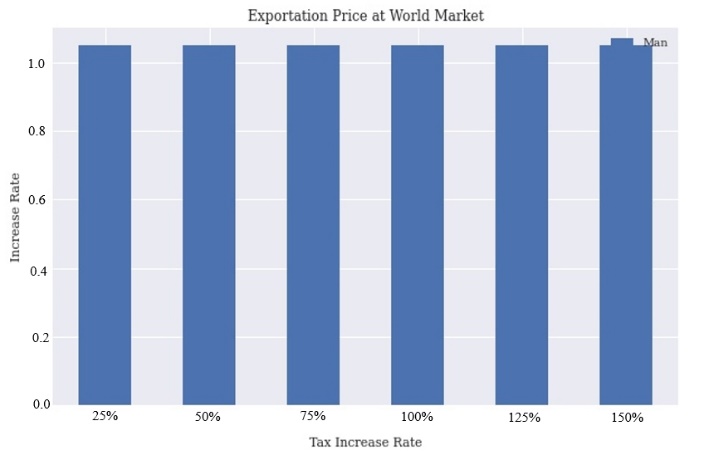 Exportation Price at World Market
Man
Increase Rate
1.0
0.8
0.6
0.4
0.2
0.0
25% 50% 75% 100% 125% 150%
Tax Increase Rate